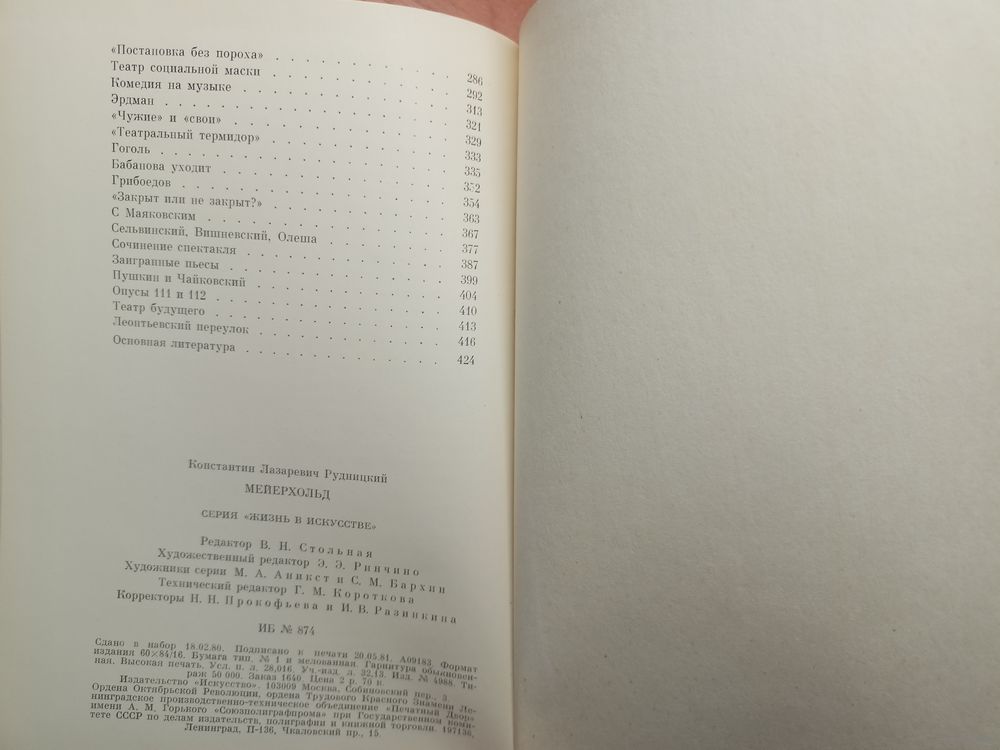 «Постановка без пороха» . . . . . . . . . . . . 286
Театр социальной маски . . . . . . . . . . . . 292
Комедия на музыке . . . . . . . . . . . . 313
Эрдман . . . . . . . . . . . . 321
«Чужие» и «свои» . . . . . . . . . . . . 329
«Театральный термидор» . . . . . . . . . . . . 333
Гоголь . . . . . . . . . . . . 335
Бабанова уходит . . . . . . . . . . . . 352
Грибоедов . . . . . . . . . . . . 354
«Закрыт или не закрыт?» . . . . . . . . . . . . 363
С Маяковским . . . . . . . . . . . . 367
Сельвинский, Вишневский, Олеша . . . . . . . . 377
Сочинение спектакля . . . . . . . . . . . . 387
Заигранные пьесы . . . . . . . . . . . . 399
Пушкин и Чайковский . . . . . . . . . . . . 404
Опусы 111 и 112 . . . . . . . . . . . . 410
Театр будущего . . . . . . . . . . . . 413
Леонтьевский переулок . . . . . . . . . . . . 416
Основная литература . . . . . . . . . . . . 424
Константин Лазаревич Рудницкий
МЕЙЕРХОЛЬД
СЕРИЯ «ЖИЗНЬ В ИСКУССТВЕ»
Редактор В. Н. Стольная
Художественный редактор Э. Э. Ринчино
Художники серии М. А. Аникст и С. М. Бархин
Технический редактор Г. М. Короткова
Корректоры Н. Н. Прокофьева и И. В. Разинкина
ИБ № 874
Сдано в набор 18.02.80. Подписано к печати 20.05.81. А09183 Формат
издания 60×84/16. Бумага тип. № 1 и мелованная. Гарнитура обыкновен-
ная. Высокая печать. Усл. п. л. 28,016. Уч.-изд. л. 32,13. Изд. № 4988. Ти-
раж 50 000. Заказ 1640. Цена 2 р. 70 к.
Издательство «Искусство», 103009 Москва, Собиновский пер., 3
Ордена Октябрьской Революции, ордена Трудового Красного Знамени Ле-
нинградское производственно-техническое объединение «Печатный Двор»
имени А. М. Горького «Союзполиграфпрома» при Государственном коми-
тете СССР по делам издательств, полиграфии и книжной торговли. 197136,
Ленинград, П-136, Чкаловский пр., 15.